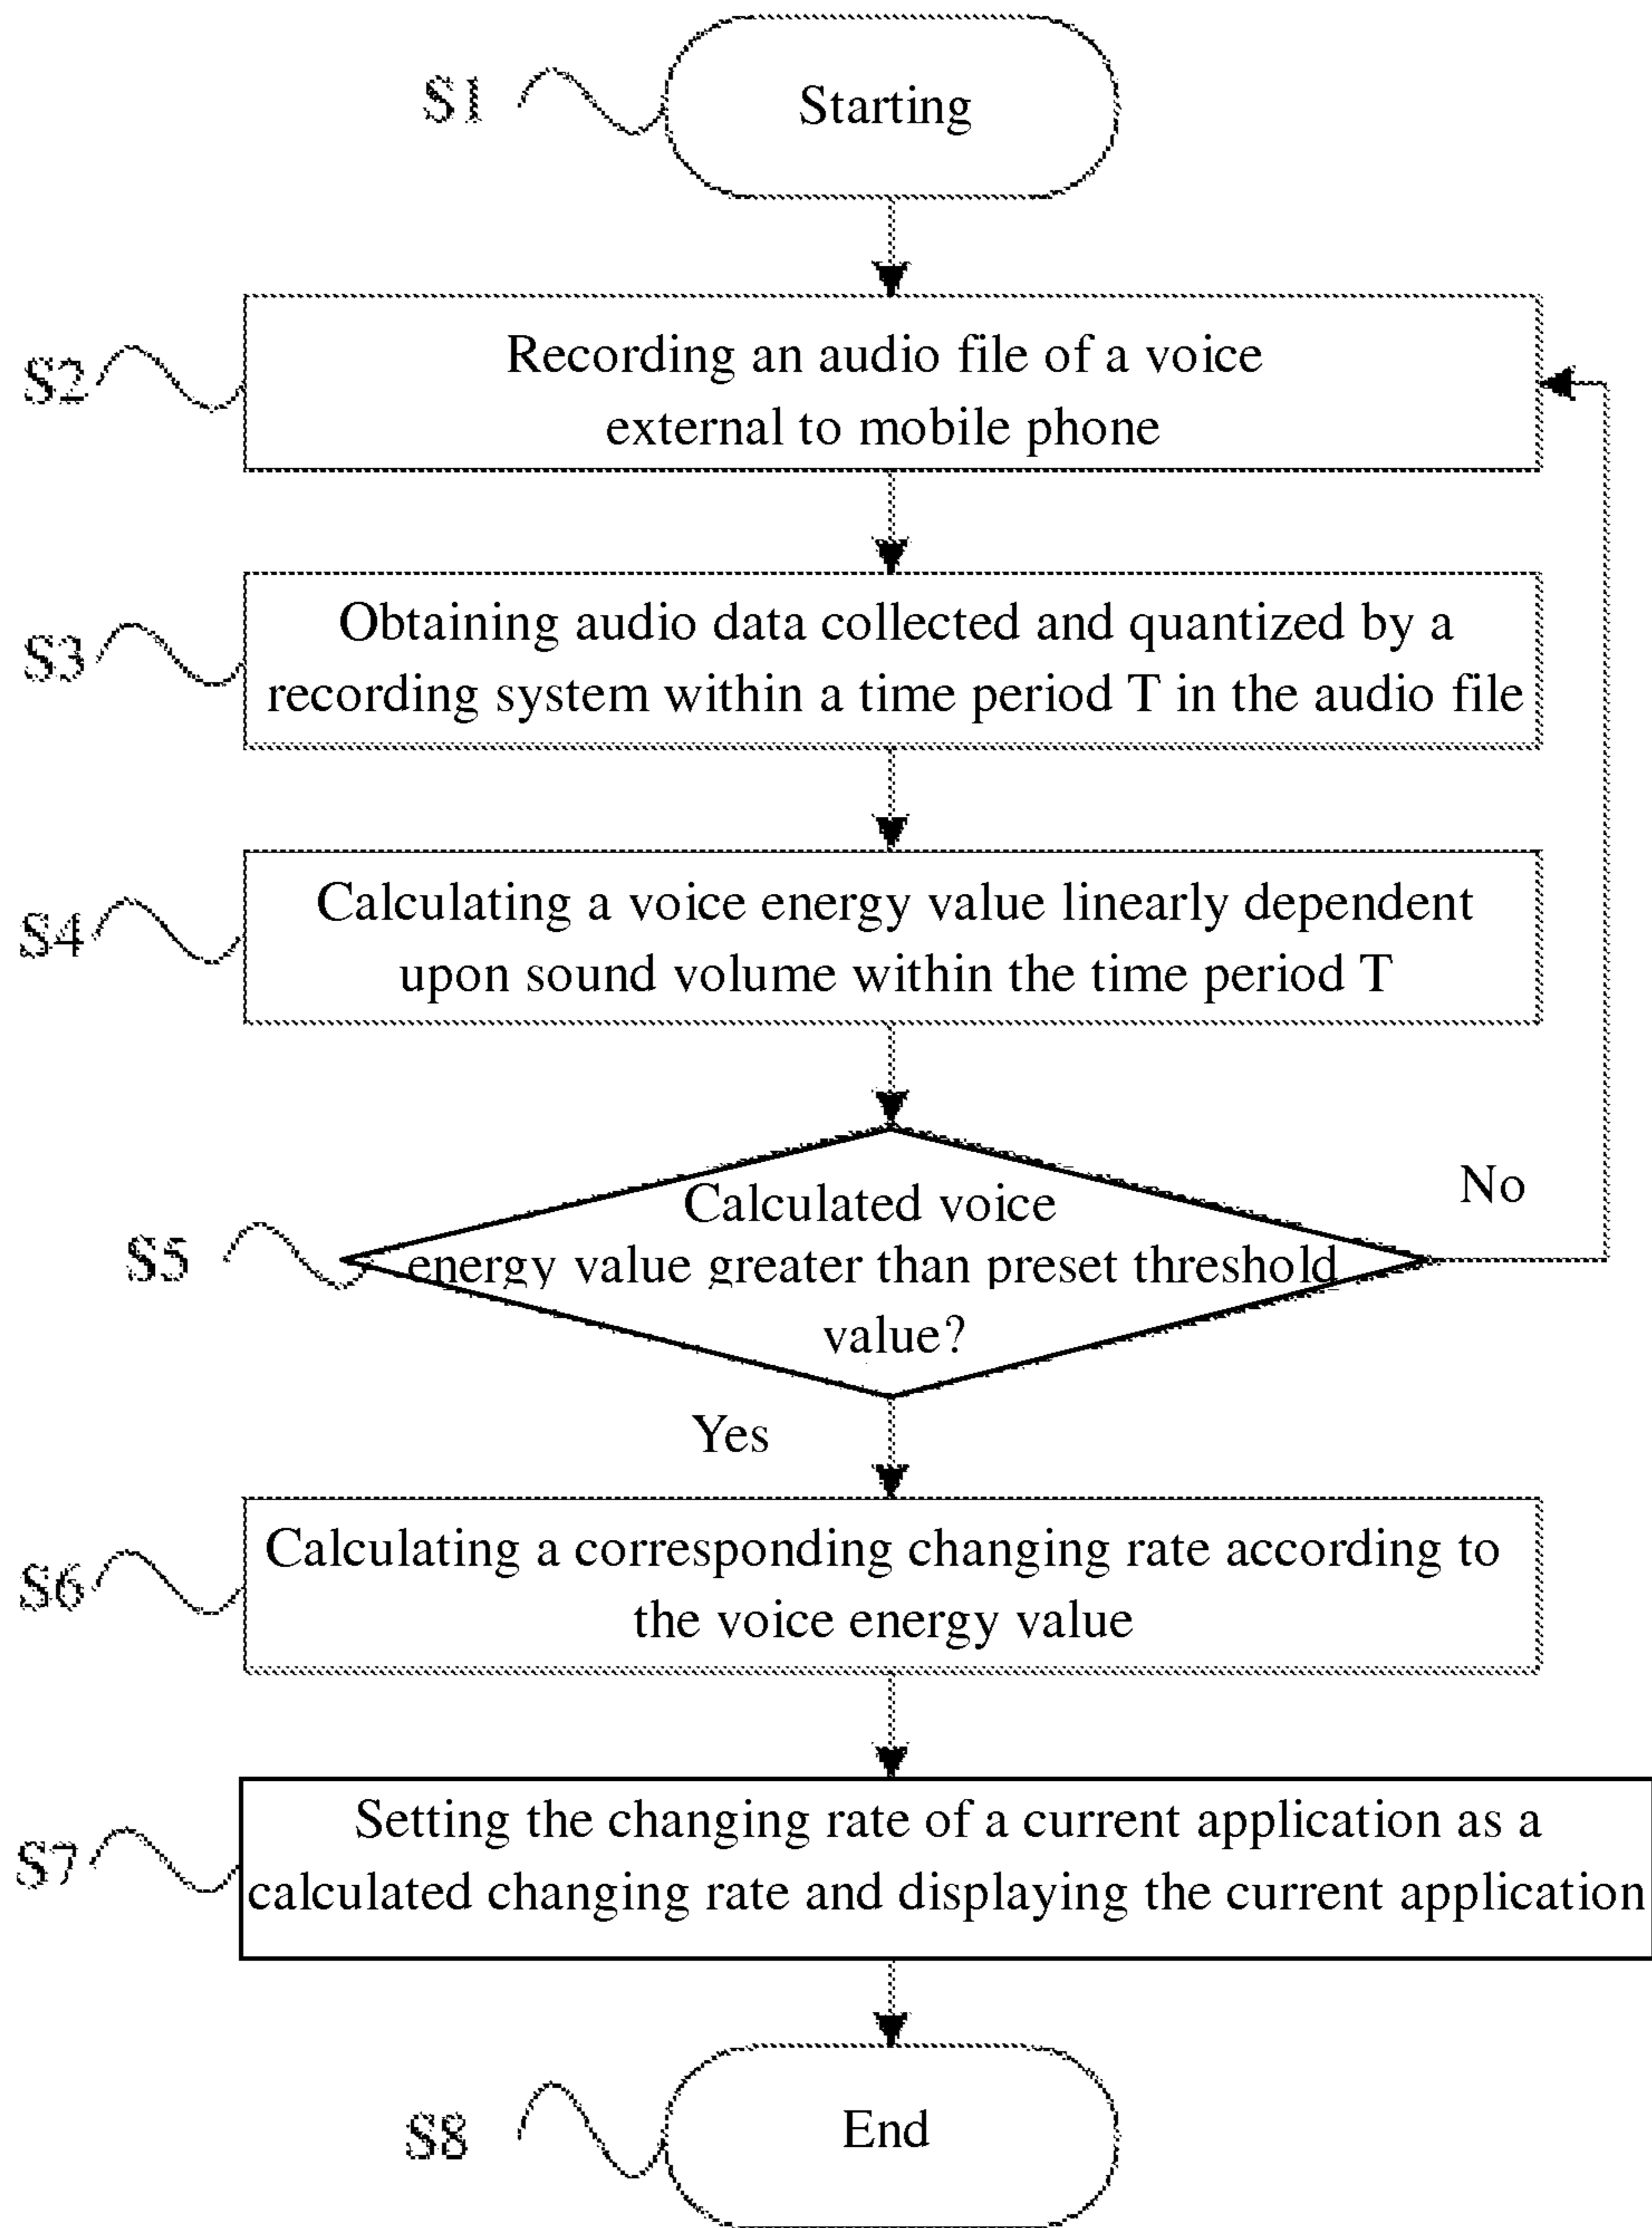 S1
Starting
S2
Recording an audio file of a voice
external to mobile phone
S3
Obtaining audio data collected and quantized by a
recording system within a time period T in the audio file
S4
Calculating a voice energy value linearly dependent
upon sound volume within the time period T
S5
Calculated voice
energy value greater than preset threshold
value?
No
Yes
S6
Calculating a corresponding changing rate according to
the voice energy value
S7
Setting the changing rate of a current application as a
calculated changing rate and displaying the current application
S8
End